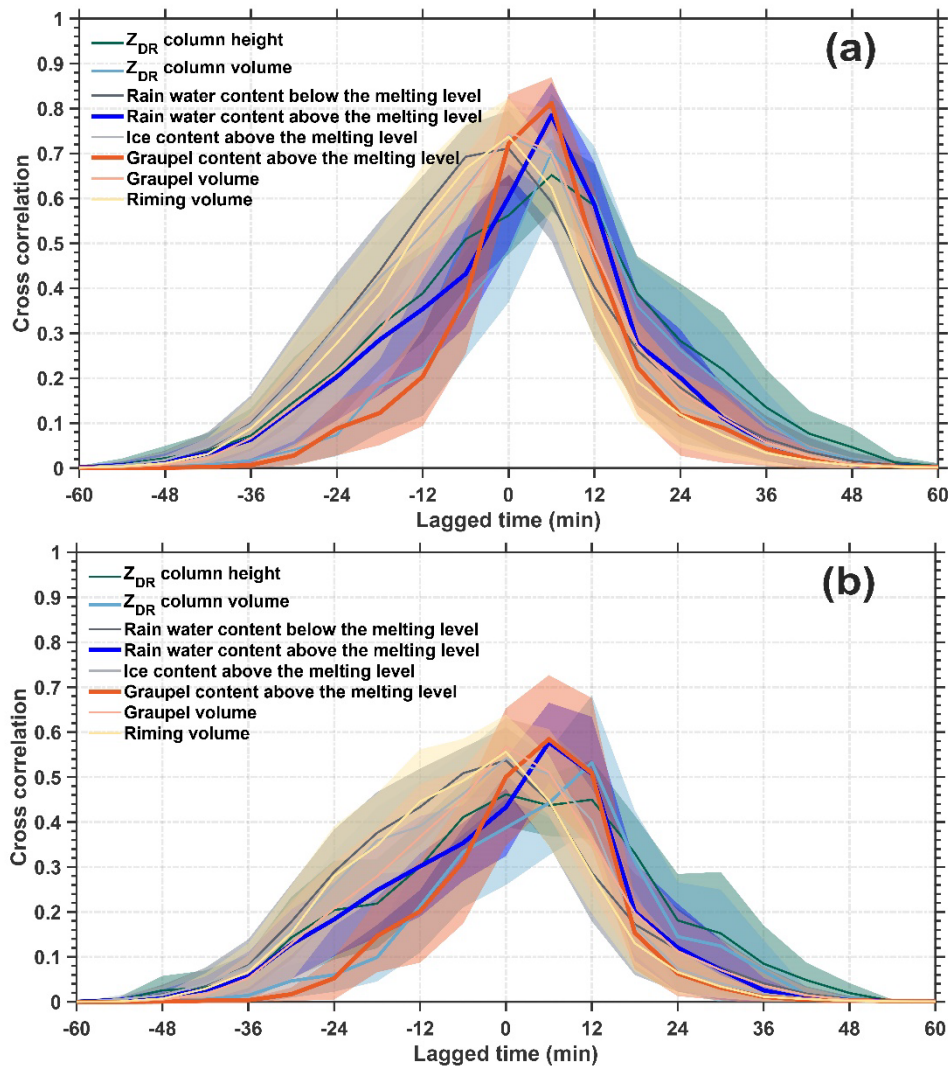 (a)
1
0.9
0.8
0.7
0.6
0.5
0.4
0.3
0.2
0.1
0
Cross correlation
Z_DR column height
Z_DR column volume
Rain water content below the melting level
Rain water content above the melting level
Ice content above the melting level
Graupel content above the melting level
Graupel volume
Riming volume
-60 -48 -36 -24 -12 0 12 24 36 48 60
Lagged time (min)
(b)
1
0.9
0.8
0.7
0.6
0.5
0.4
0.3
0.2
0.1
0
Cross correlation
Z_DR column height
Z_DR column volume
Rain water content below the melting level
Rain water content above the melting level
Ice content above the melting level
Graupel content above the melting level
Graupel volume
Riming volume
-60 -48 -36 -24 -12 0 12 24 36 48 60
Lagged time (min)